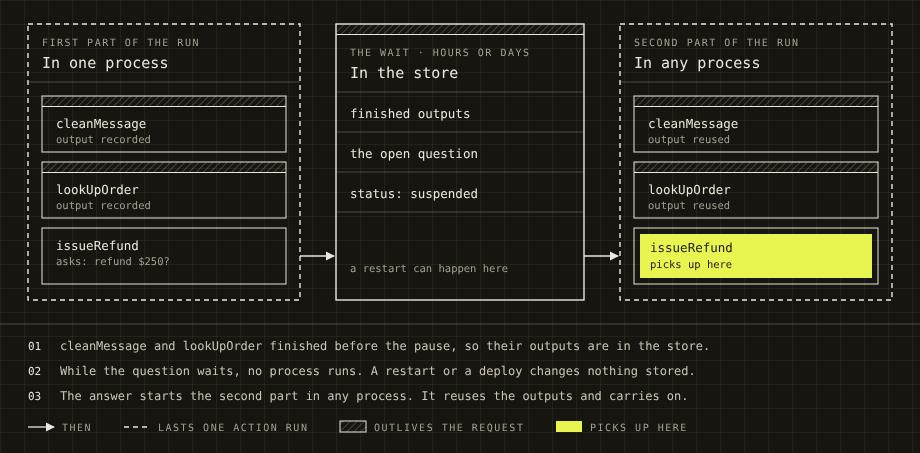 FIRST PART OF THE RUN
In one process
cleanMessage
output recorded
lookUpOrder
output recorded
issueRefund
asks: refund $250?
THE WAIT · HOURS OR DAYS
In the store
finished outputs
the open question
status: suspended
a restart can happen here
SECOND PART OF THE RUN
In any process
cleanMessage
output reused
lookUpOrder
output reused
issueRefund
picks up here
01 cleanMessage and lookUpOrder finished before the pause, so their outputs are in the store.
02 While the question waits, no process runs. A restart or a deploy changes nothing stored.
03 The answer starts the second part in any process. It reuses the outputs and carries on.
THEN LASTS ONE ACTION RUN OUTLIVES THE REQUEST PICKS UP HERE